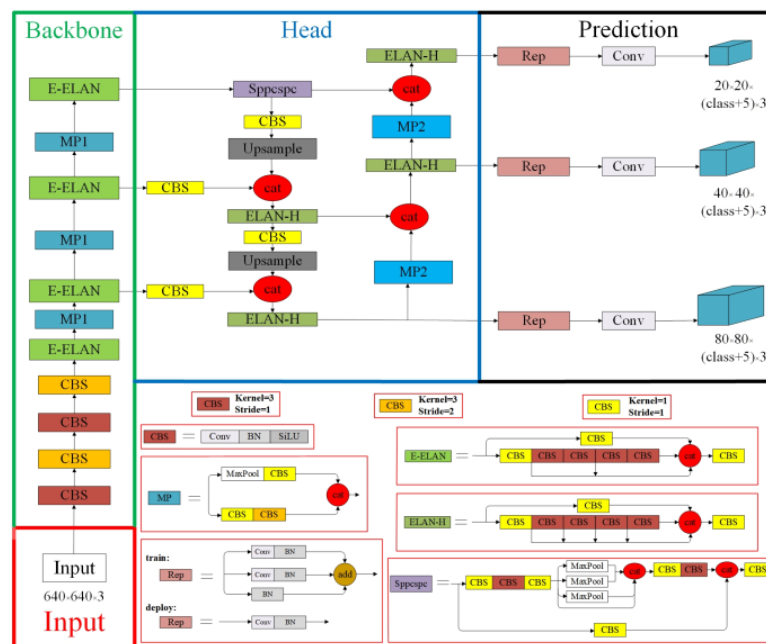 Backbone
Head
Prediction
E-ELAN
MP1
E-ELAN
MP1
E-ELAN
MP1
E-ELAN
CBS
CBS
CBS
CBS
Input
640×640×3
Input
Sppcspc
CBS
Upsample
CBS
cat
ELAN-H
CBS
Upsample
CBS
cat
ELAN-H
ELAN-H
cat
MP2
ELAN-H
cat
MP2
Rep
Conv
20×20×
(class+5)×3
Rep
Conv
40×40×
(class+5)×3
Rep
Conv
80×80×
(class+5)×3
CBS Kernel=3
Stride=1
CBS Kernel=3
Stride=2
CBS Kernel=1
Stride=1
CBS = Conv BN SiLU
MP =
MaxPool CBS
CBS CBS
cat
train:
Rep =
Conv BN
Conv BN
BN
add
deploy:
Rep = Conv BN
E-ELAN =
CBS
CBS CBS CBS CBS CBS cat CBS
ELAN-H =
CBS
CBS CBS CBS CBS CBS cat CBS
Sppcspc =
CBS CBS CBS
MaxPool
MaxPool
MaxPool
cat
CBS CBS
cat
CBS
CBS